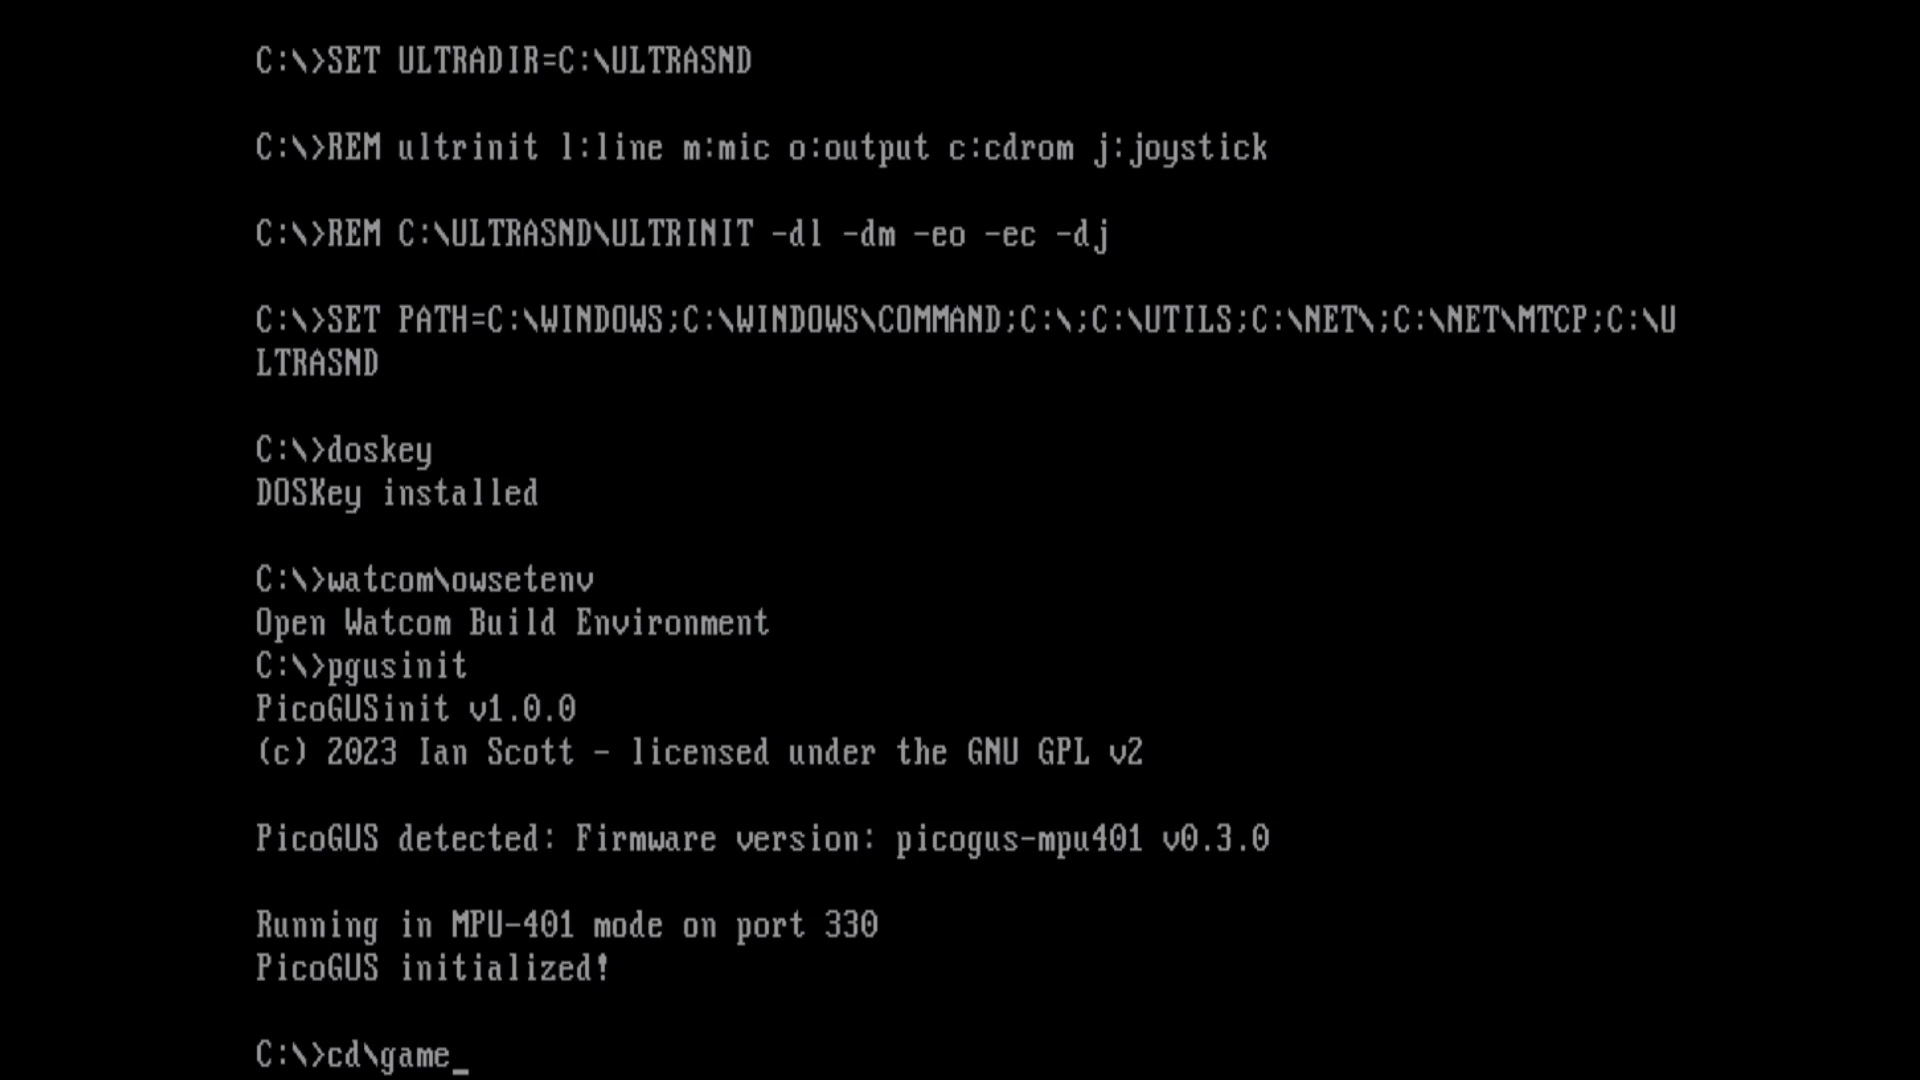 C:\>SET ULTRADIR=C:\ULTRASND
C:\>REM ultrinit l:line m:mic o:output c:cdrom j:joystick
C:\>REM C:\ULTRASND\ULTRINIT -dl -dm -eo -ec -dj
C:\>SET PATH=C:\WINDOWS;C:\WINDOWS\COMMAND;C:\;C:\UTILS;C:\NET\;C:\NET\MTCP;C:\U
LTRASND
C:\>doskey
DOSKey installed
C:\>watcom\owsetenv
Open Watcom Build Environment
C:\>pgusinit
PicoGUSinit v1.0.0
(c) 2023 Ian Scott - licensed under the GNU GPL v2
PicoGUS detected: Firmware version: picogus-mpu401 v0.3.0
Running in MPU-401 mode on port 330
PicoGUS initialized!
C:\>cd\game_